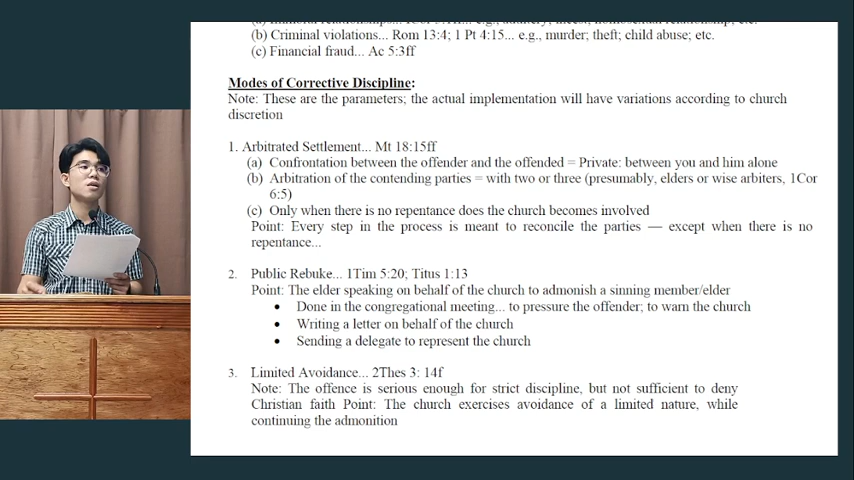 (b) Criminal violations... Rom 13:4; 1 Pt 4:15... e.g., murder; theft; child abuse; etc.
(c) Financial fraud... Ac 5:3ff
Modes of Corrective Discipline:
Note: These are the parameters; the actual implementation will have variations according to church
discretion
1. Arbitrated Settlement... Mt 18:15ff
(a) Confrontation between the offender and the offended = Private: between you and him alone
(b) Arbitration of the contending parties = with two or three (presumably, elders or wise arbiters, 1Cor
6:5)
(c) Only when there is no repentance does the church becomes involved
Point: Every step in the process is meant to reconcile the parties — except when there is no
repentance...
2. Public Rebuke... 1Tim 5:20; Titus 1:13
Point: The elder speaking on behalf of the church to admonish a sinning member/elder
• Done in the congregational meeting... to pressure the offender; to warn the church
• Writing a letter on behalf of the church
• Sending a delegate to represent the church
3. Limited Avoidance... 2Thes 3: 14f
Note: The offence is serious enough for strict discipline, but not sufficient to deny
Christian faith Point: The church exercises avoidance of a limited nature, while
continuing the admonition